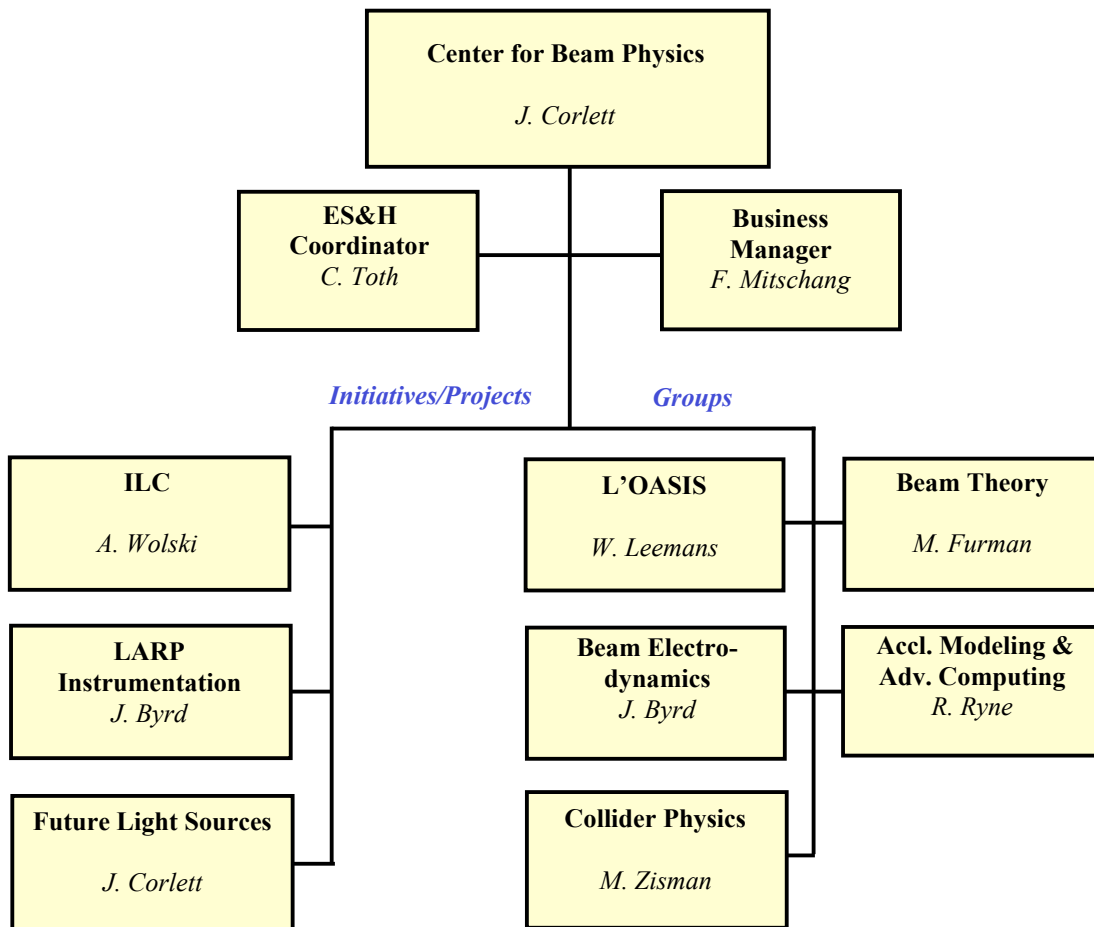 Center for Beam Physics
J. Corlett
ES&H
Coordinator
C. Toth
Business
Manager
F. Mitschang
Initiatives/Projects
Groups
ILC
A. Wolski
L’OASIS
W. Leemans
Beam Theory
M. Furman
LARP
Instrumentation
J. Byrd
Beam Electro-
dynamics
J. Byrd
Accl. Modeling &
Adv. Computing
R. Ryne
Future Light Sources
J. Corlett
Collider Physics
M. Zisman